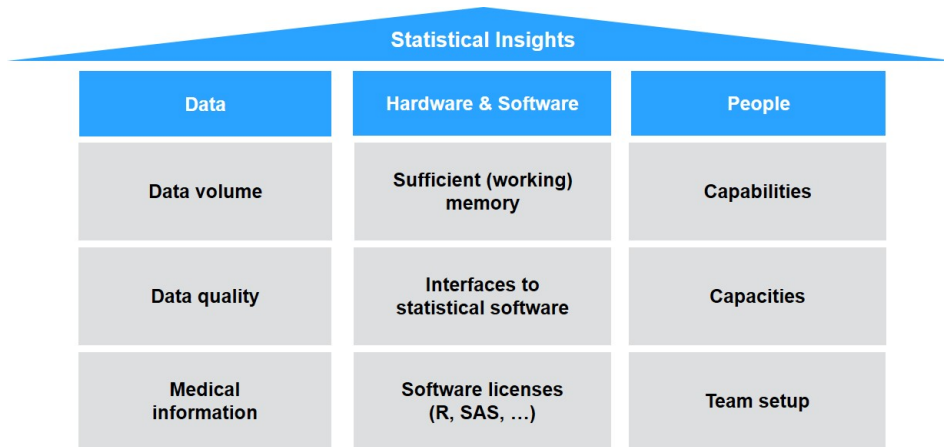 Statistical Insights
Data
Hardware & Software
People
Data volume
Sufficient (working)
memory
Capabilities
Data quality
Interfaces to
statistical software
Capacities
Medical
information
Software licenses
(R, SAS, …)
Team setup